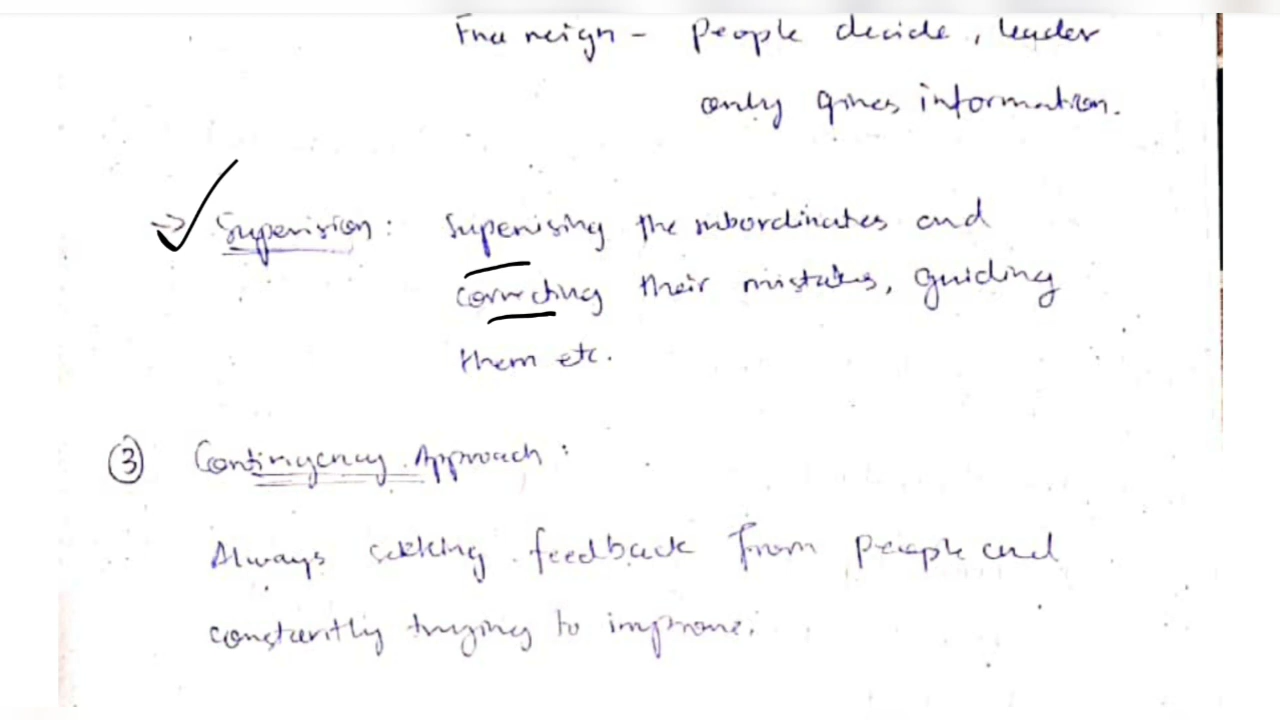 Free reign - People decide, leader
only gives information.
=> Supervision: Supervising the subordinates and
correcting their mistakes, guiding
them etc.
③ Contingency Approach:
Always seeking feedback from people and
constantly trying to improve.